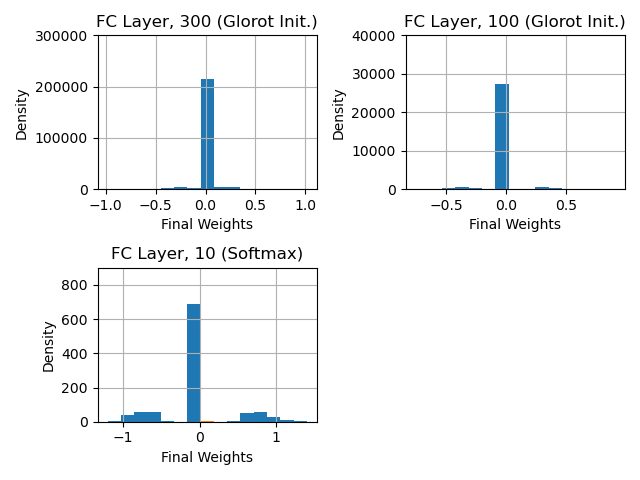 FC Layer, 300 (Glorot Init.)
300000
200000
100000
0
Density
−1.0 −0.5 0.0 0.5 1.0
Final Weights
FC Layer, 100 (Glorot Init.)
40000
30000
20000
10000
0
Density
−0.5 0.0 0.5
Final Weights
FC Layer, 10 (Softmax)
800
600
400
200
0
Density
−1 0 1
Final Weights